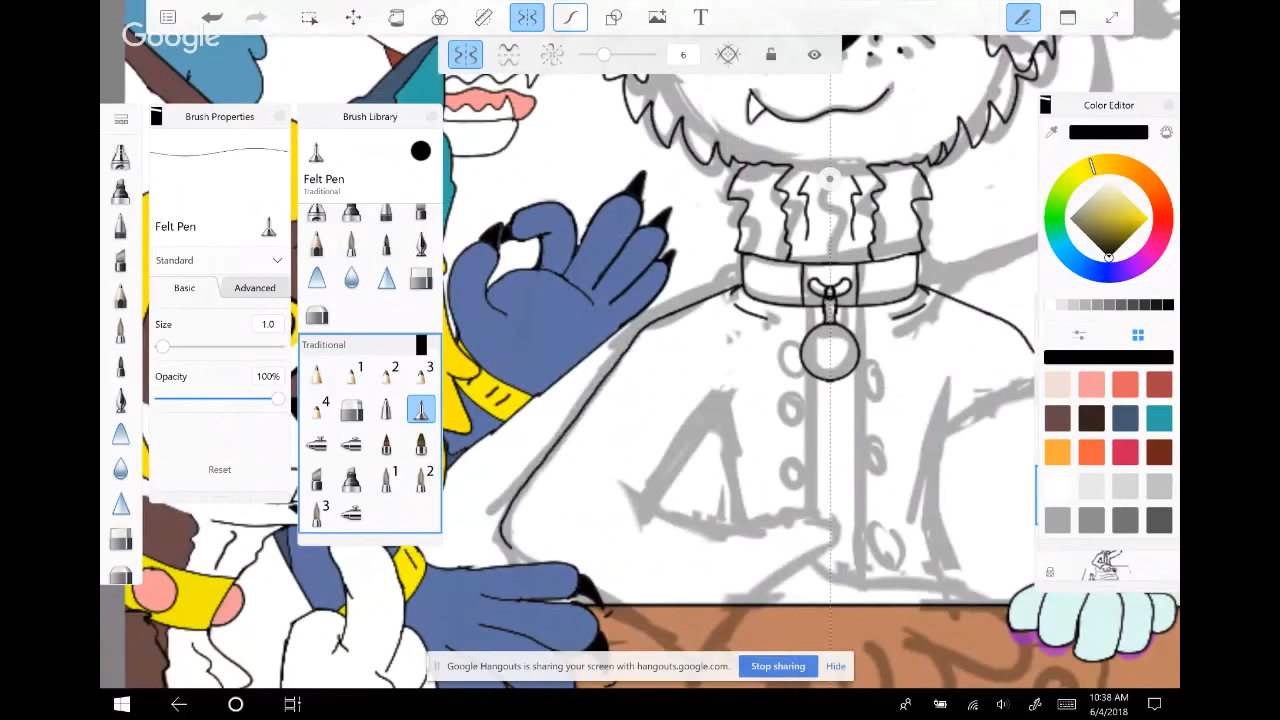 Google
T
6
Brush Properties
Brush Library
Color Editor
Felt Pen
Traditional
Felt Pen
Standard
Basic
Advanced
Size
1.0
Opacity
100%
Reset
Traditional
1
2
3
4
1
2
3
Google Hangouts is sharing your screen with hangouts.google.com.
Stop sharing
Hide
10:38 AM
6/4/2018